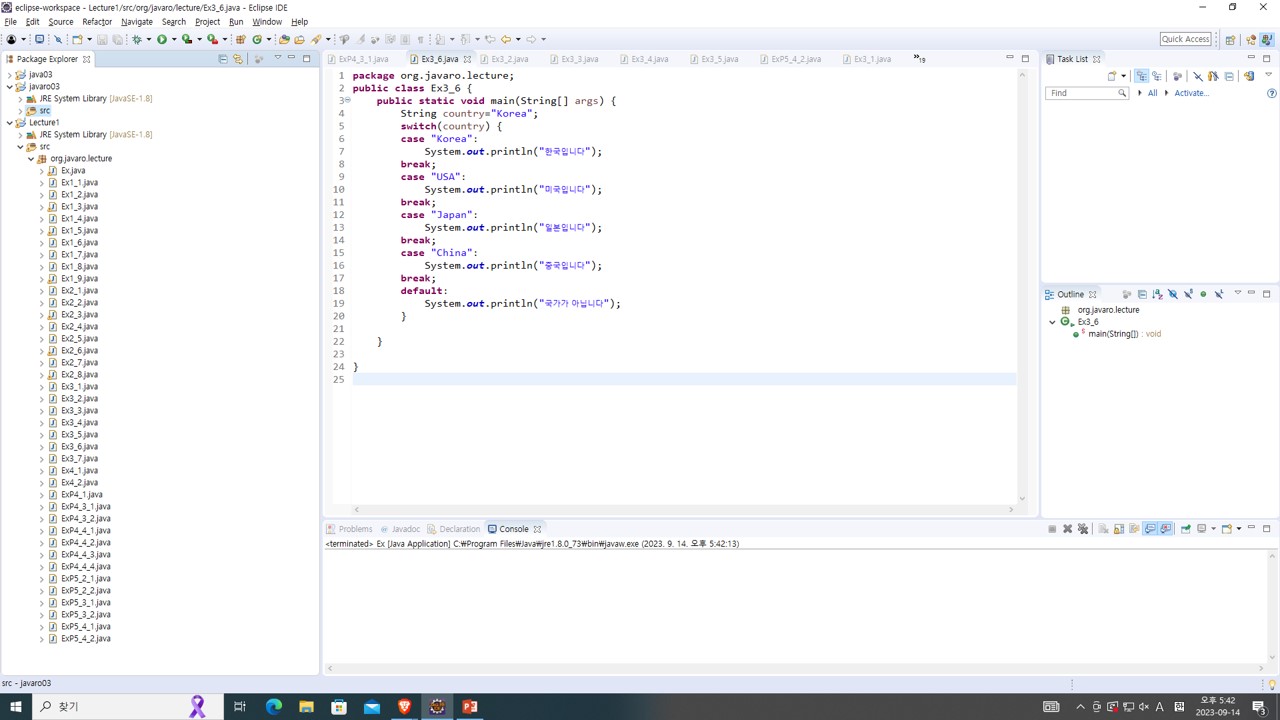 eclipse-workspace - Lecture1/src/org/javaro/lecture/Ex3_6.java - Eclipse IDE
File Edit Source Refactor Navigate Search Project Run Window Help
Quick Access
Package Explorer
java03
javaro03
JRE System Library [JavaSE-1.8]
src
Lecture1
JRE System Library [JavaSE-1.8]
src
org.javaro.lecture
Ex.java
Ex1_1.java
Ex1_2.java
Ex1_3.java
Ex1_4.java
Ex1_5.java
Ex1_6.java
Ex1_7.java
Ex1_8.java
Ex1_9.java
Ex2_1.java
Ex2_2.java
Ex2_3.java
Ex2_4.java
Ex2_5.java
Ex2_6.java
Ex2_7.java
Ex2_8.java
Ex3_1.java
Ex3_2.java
Ex3_3.java
Ex3_4.java
Ex3_5.java
Ex3_6.java
Ex3_7.java
Ex4_1.java
Ex4_2.java
ExP4_1.java
ExP4_3_1.java
ExP4_3_2.java
ExP4_4_1.java
ExP4_4_2.java
ExP4_4_3.java
ExP4_4_4.java
ExP5_2_1.java
ExP5_2_2.java
ExP5_3_1.java
ExP5_3_2.java
ExP5_4_1.java
ExP5_4_2.java
ExP4_3_1.java Ex3_6.java Ex3_2.java Ex3_3.java Ex3_4.java Ex3_5.java ExP5_4_2.java Ex3_1.java »19
1 package org.javaro.lecture;
2 public class Ex3_6 {
3 public static void main(String[] args) {
4 String country="Korea";
5 switch(country) {
6 case "Korea":
7 System.out.println("한국입니다");
8 break;
9 case "USA":
10 System.out.println("미국입니다");
11 break;
12 case "Japan":
13 System.out.println("일본입니다");
14 break;
15 case "China":
16 System.out.println("중국입니다");
17 break;
18 default:
19 System.out.println("국가가 아닙니다");
20 }
21
22 }
23
24 }
25
Task List
Find All Activate...
Outline
org.javaro.lecture
Ex3_6
main(String[]) : void
Problems Javadoc Declaration Console
<terminated> Ex [Java Application] C:₩Program Files₩Java₩jre1.8.0_73₩bin₩javaw.exe (2023. 9. 14. 오후 5:42:13)
src - javaro03
찾기
A
오후 5:42
2023-09-14
3